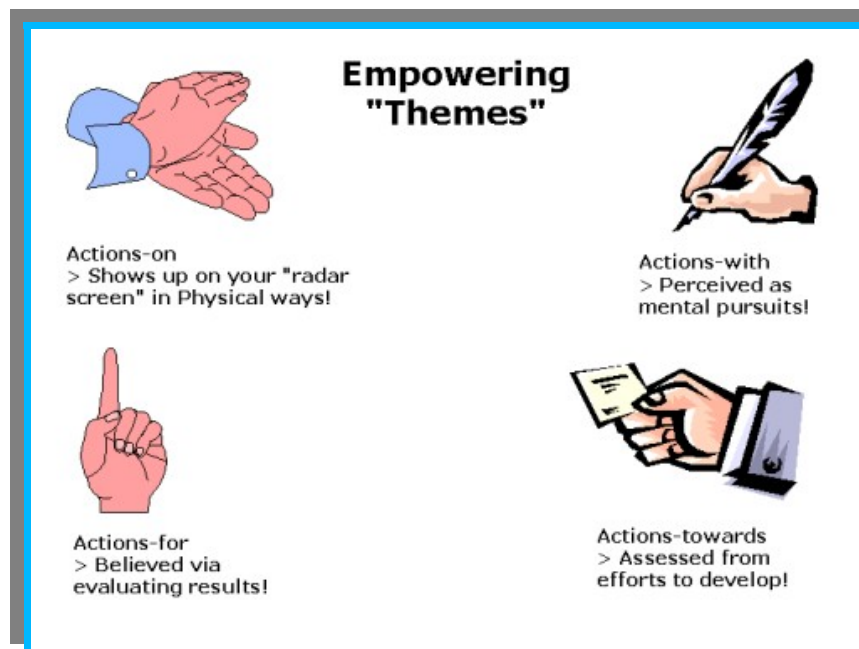 Empowering
"Themes"
Actions-on
> Shows up on your "radar
screen" in Physical ways!
Actions-with
> Perceived as
mental pursuits!
Actions-for
> Believed via
evaluating results!
Actions-towards
> Assessed from
efforts to develop!